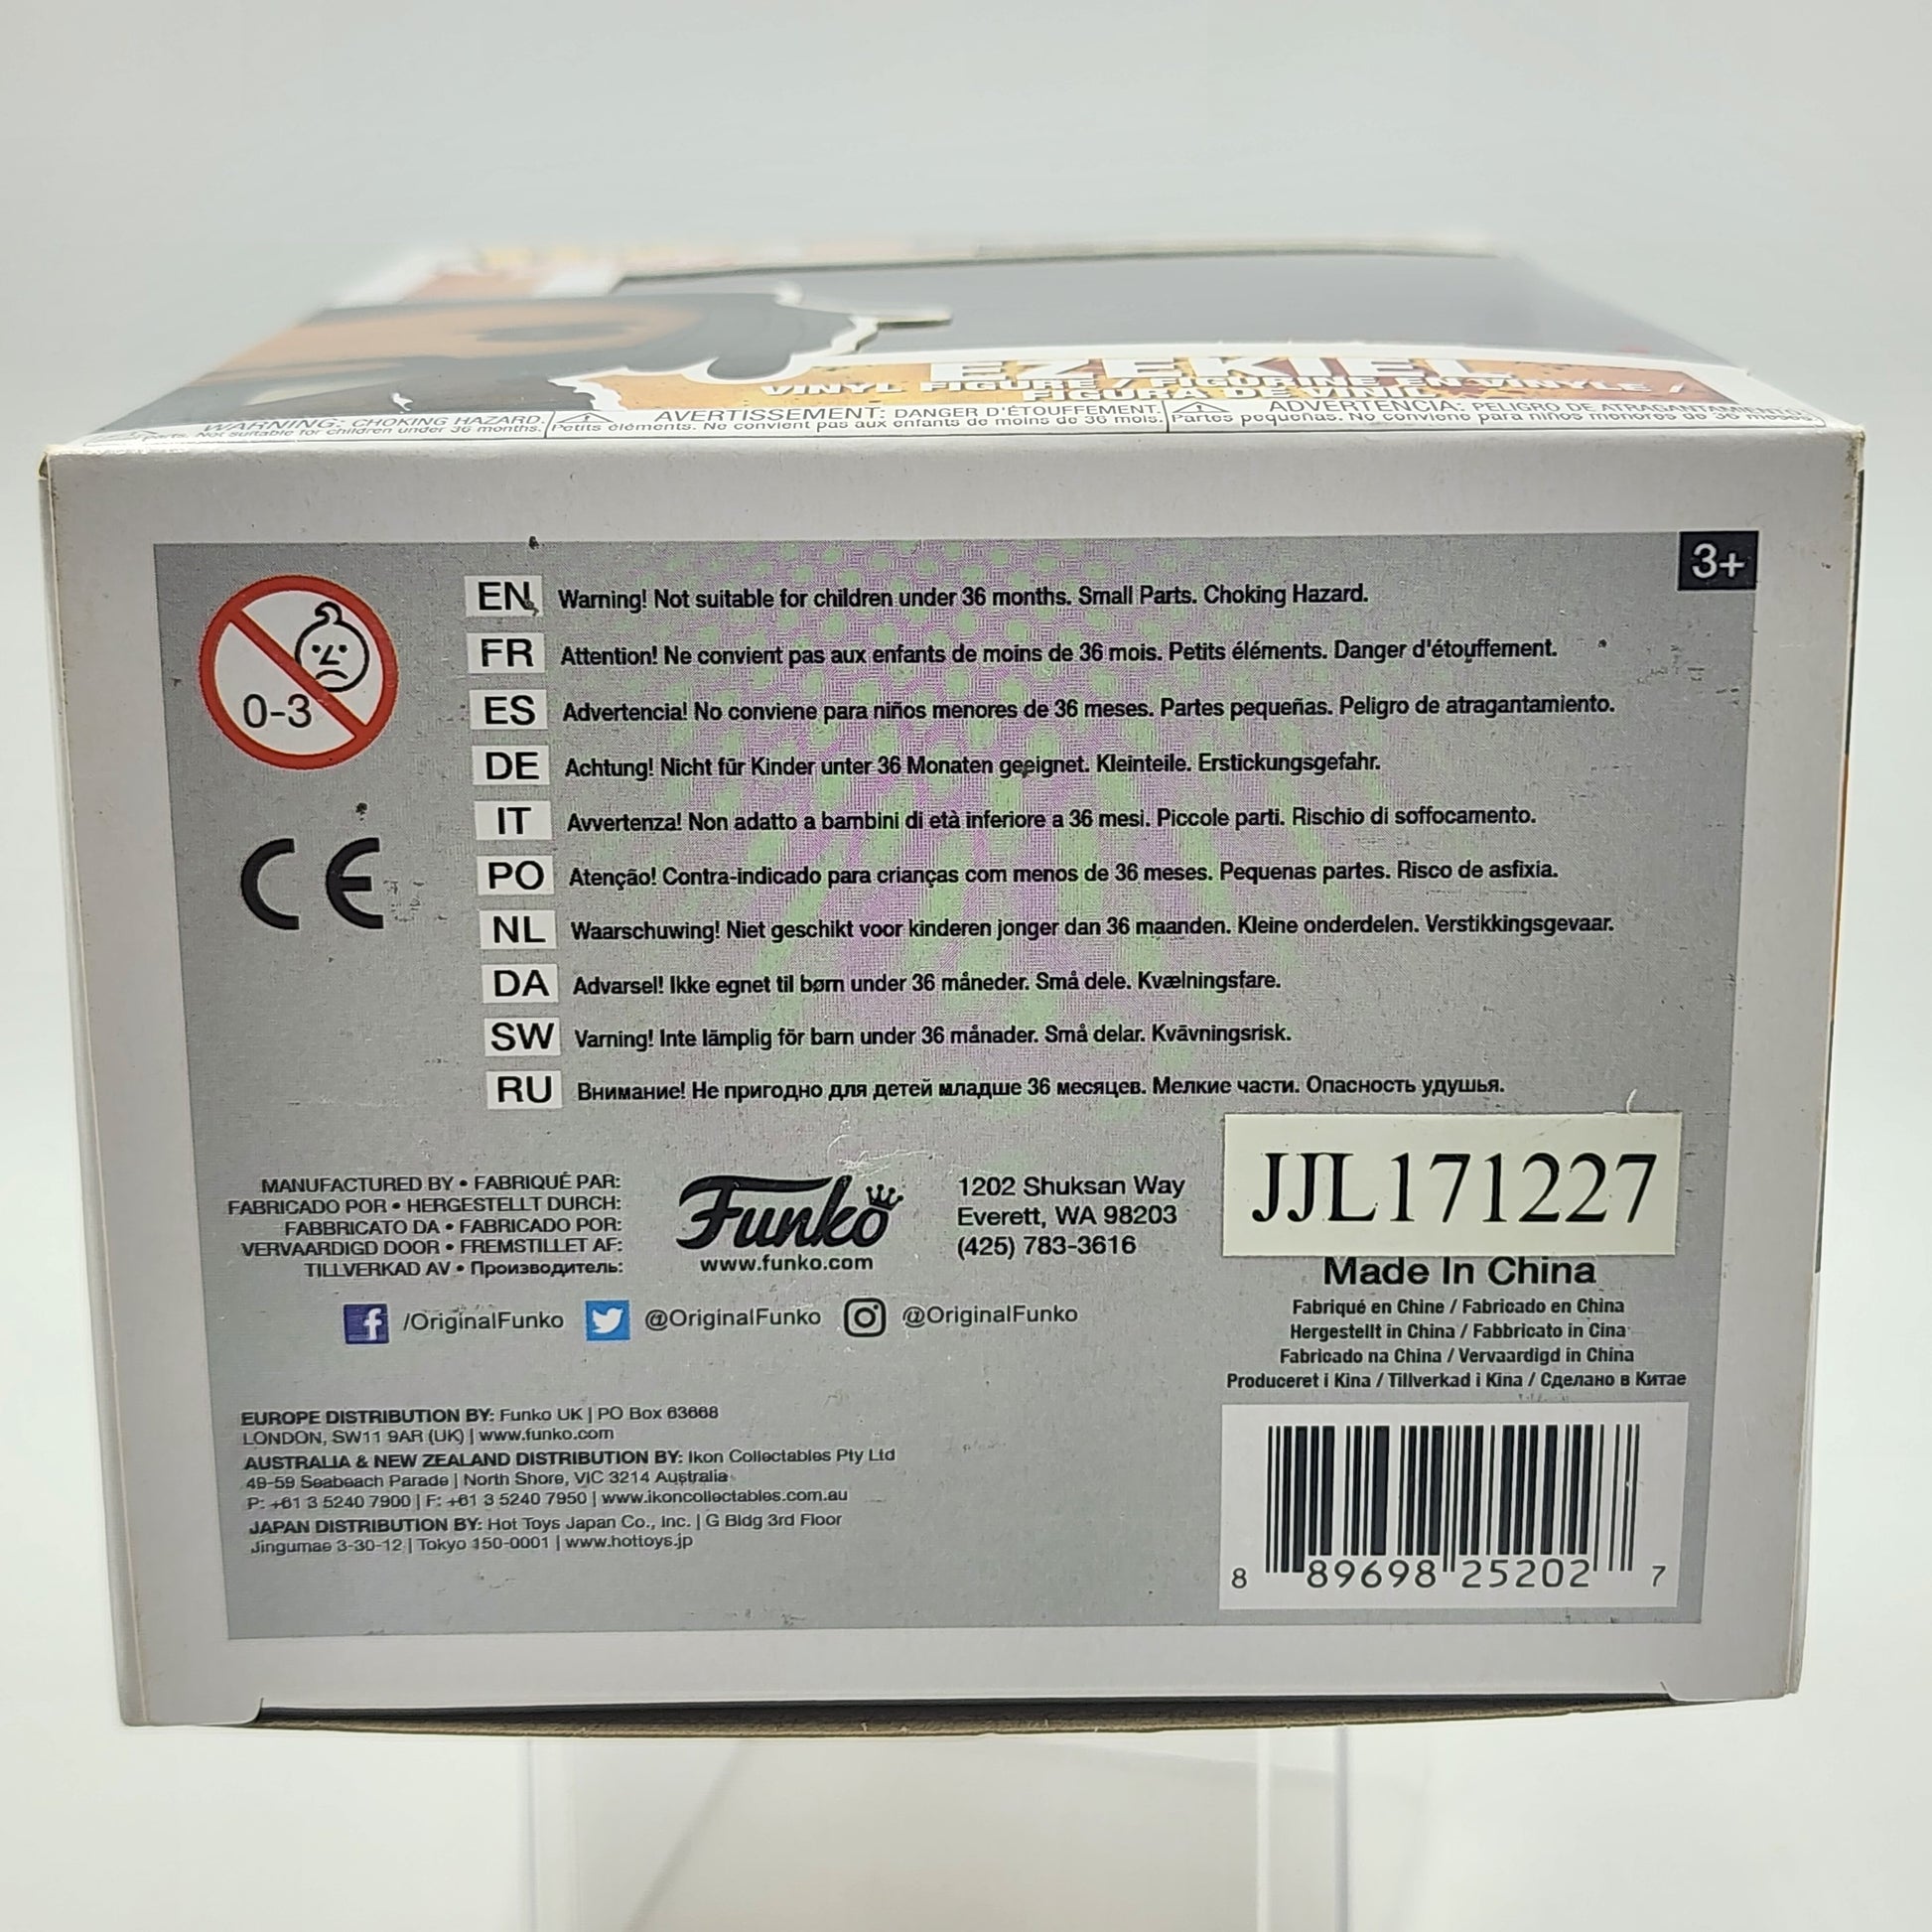 EZEKIEL
VINYL FIGURE / FIGURINE EN VINYLE /
FIGURA DE VINIL
WARNING: CHOKING HAZARD.
parts. Not suitable for children under 36 months.
AVERTISSEMENT: DANGER D'ÉTOUFFEMENT.
Petits éléments. Ne convient pas aux enfants de moins de 36 mois.
ADVERTENCIA: PELIGRO DE ATRAGANTAMIENTO.
Partes pequeñas. No conviene para niños menores de 36 meses.
3+
0-3
CE
EN Warning! Not suitable for children under 36 months. Small Parts. Choking Hazard.
FR Attention! Ne convient pas aux enfants de moins de 36 mois. Petits éléments. Danger d'étouffement.
ES Advertencia! No conviene para niños menores de 36 meses. Partes pequeñas. Peligro de atragantamiento.
DE Achtung! Nicht für Kinder unter 36 Monaten geeignet. Kleinteile. Erstickungsgefahr.
IT Avvertenza! Non adatto a bambini di età inferiore a 36 mesi. Piccole parti. Rischio di soffocamento.
PO Atenção! Contra-indicado para crianças com menos de 36 meses. Pequenas partes. Risco de asfixia.
NL Waarschuwing! Niet geschikt voor kinderen jonger dan 36 maanden. Kleine onderdelen. Verstikkingsgevaar.
DA Advarsel! Ikke egnet til børn under 36 måneder. Små dele. Kvælningsfare.
SW Varning! Inte lämplig för barn under 36 månader. Små delar. Kvävningsrisk.
RU Внимание! Не пригодно для детей младше 36 месяцев. Мелкие части. Опасность удушья.
MANUFACTURED BY • FABRIQUÉ PAR:
FABRICADO POR • HERGESTELLT DURCH:
FABBRICATO DA • FABRICADO POR:
VERVAARDIGD DOOR • FREMSTILLET AF:
TILLVERKAD AV • Производитель:
Funko
www.funko.com
1202 Shuksan Way
Everett, WA 98203
(425) 783-3616
JJL171227
Made In China
Fabriqué en Chine / Fabricado en China
Hergestellt in China / Fabbricato in Cina
Fabricado na China / Vervaardigd in China
Produceret i Kina / Tillverkad i Kina / Сделано в Китае
/OriginalFunko @OriginalFunko @OriginalFunko
EUROPE DISTRIBUTION BY: Funko UK | PO Box 63668
LONDON, SW11 9AR (UK) | www.funko.com
AUSTRALIA & NEW ZEALAND DISTRIBUTION BY: Ikon Collectables Pty Ltd
49-59 Seabeach Parade | North Shore, VIC 3214 Australia
P: +61 3 5240 7900 | F: +61 3 5240 7950 | www.ikoncollectables.com.au
JAPAN DISTRIBUTION BY: Hot Toys Japan Co., Inc. | G Bldg 3rd Floor
Jingumae 3-30-12 | Tokyo 150-0001 | www.hottoys.jp
8 89698 25202 7